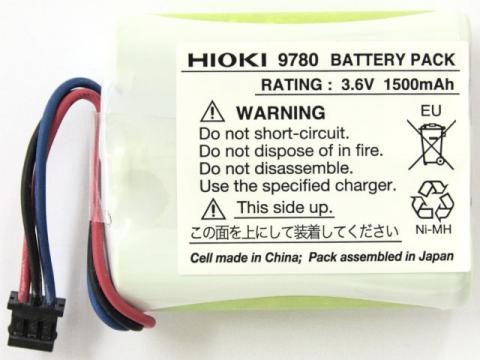 HIOKI 9780 BATTERY PACK
RATING : 3.6V 1500mAh
WARNING
Do not short-circuit.
Do not dispose of in fire.
Do not disassemble.
Use the specified charger.
This side up.
この面を上にして装着してください
EU
Ni-MH
Cell made in China; Pack assembled in Japan